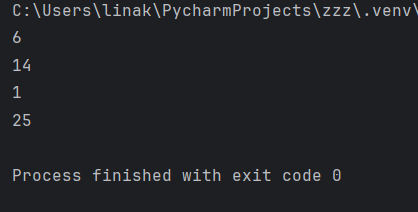 C:\Users\linak\PycharmProjects\zzz\.venv\
6
14
1
25
Process finished with exit code 0